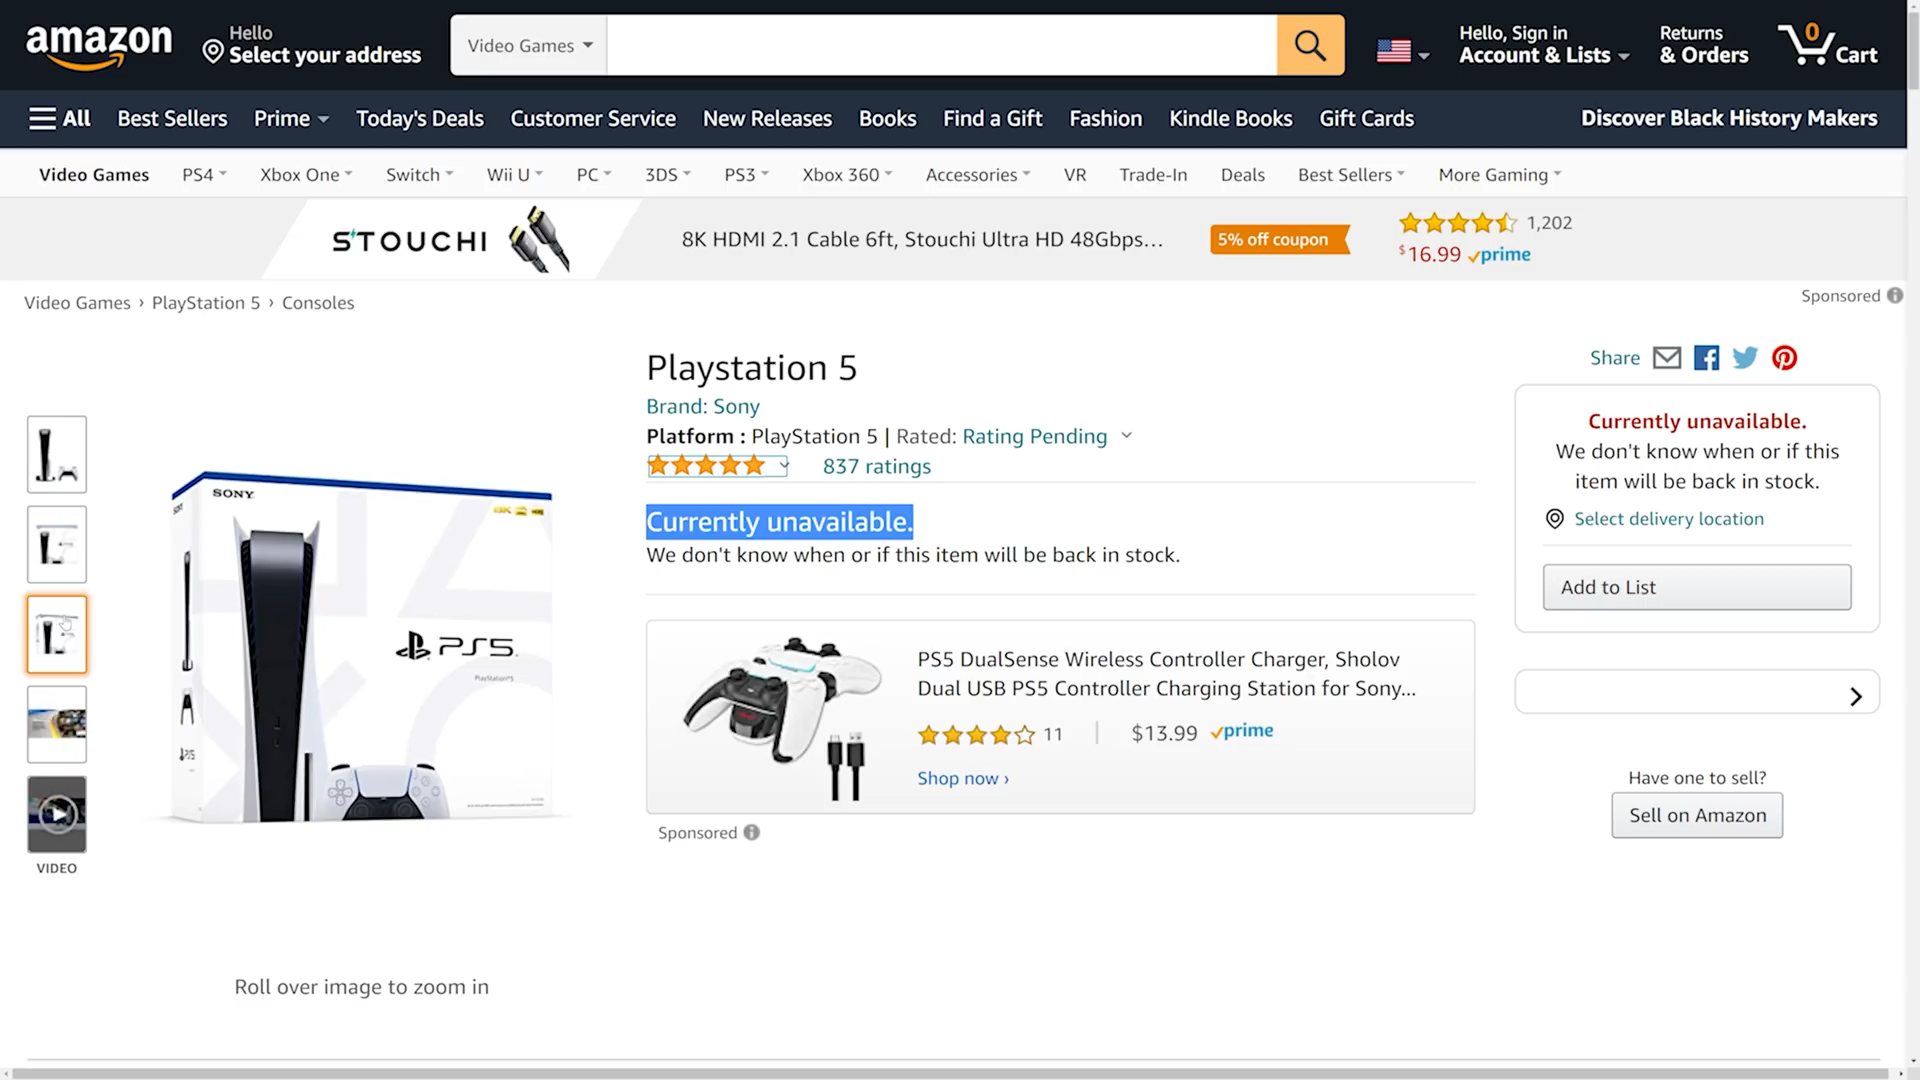 amazon
Hello
Select your address
Video Games
Hello, Sign in
Account & Lists
Returns
& Orders
0
Cart
All
Best Sellers
Prime
Today's Deals
Customer Service
New Releases
Books
Find a Gift
Fashion
Kindle Books
Gift Cards
Discover Black History Makers
Video Games
PS4
Xbox One
Switch
Wii U
PC
3DS
PS3
Xbox 360
Accessories
VR
Trade-In
Deals
Best Sellers
More Gaming
STOUCHI
8K HDMI 2.1 Cable 6ft, Stouchi Ultra HD 48Gbps...
5% off coupon
1,202
$16.99 prime
Video Games › PlayStation 5 › Consoles
Sponsored
Playstation 5
Brand: Sony
Platform : PlayStation 5 | Rated: Rating Pending
837 ratings
Currently unavailable.
We don't know when or if this item will be back in stock.
SONY
SONY
4K
HDR
PS5
PlayStation5
PS5
VIDEO
Roll over image to zoom in
PS5 DualSense Wireless Controller Charger, Sholov
Dual USB PS5 Controller Charging Station for Sony...
11
$13.99 prime
Shop now ›
Sponsored
Share
Currently unavailable.
We don't know when or if this
item will be back in stock.
Select delivery location
Add to List
Have one to sell?
Sell on Amazon